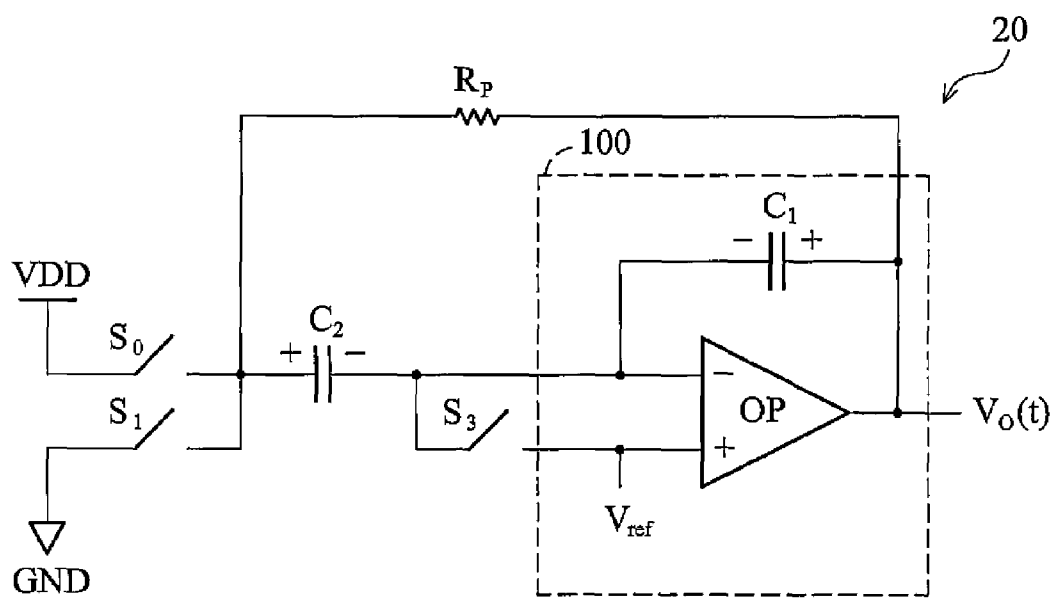 20
R_P
100
C_1
- +
VDD
S_0
C_2
+ -
S_1
S_3
-
OP
+
V_O(t)
V_ref
GND